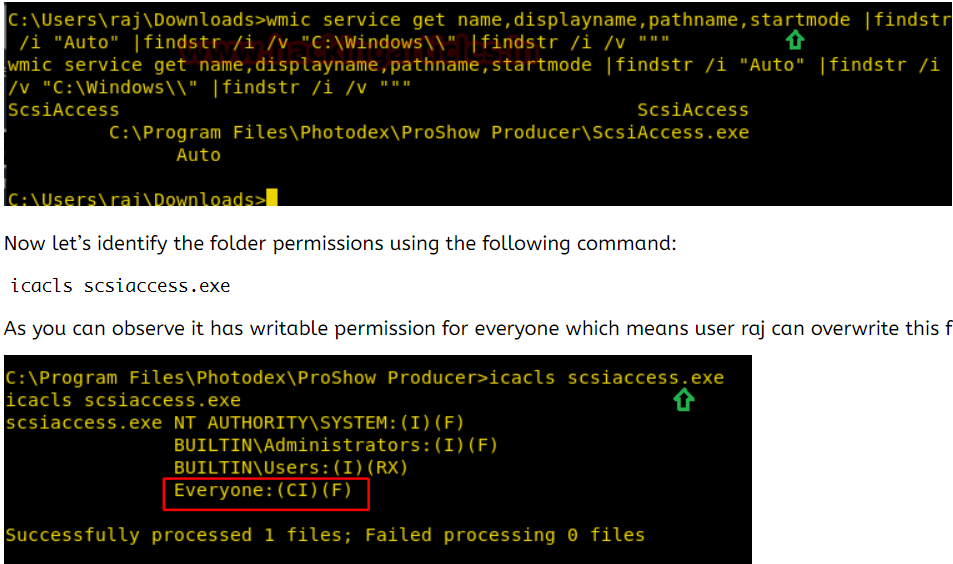 C:\Users\raj\Downloads>wmic service get name,displayname,pathname,startmode |findstr
/i "Auto" |findstr /i /v "C:\Windows\\" |findstr /i /v """
wmic service get name,displayname,pathname,startmode |findstr /i "Auto" |findstr /i
/v "C:\Windows\\" |findstr /i /v """
ScsiAccess ScsiAccess
C:\Program Files\Photodex\ProShow Producer\ScsiAccess.exe
Auto
C:\Users\raj\Downloads>
Now let’s identify the folder permissions using the following command:
icacls scsiaccess.exe
As you can observe it has writable permission for everyone which means user raj can overwrite this f
C:\Program Files\Photodex\ProShow Producer>icacls scsiaccess.exe
icacls scsiaccess.exe
scsiaccess.exe NT AUTHORITY\SYSTEM:(I)(F)
BUILTIN\Administrators:(I)(F)
BUILTIN\Users:(I)(RX)
Everyone:(CI)(F)
Successfully processed 1 files; Failed processing 0 files